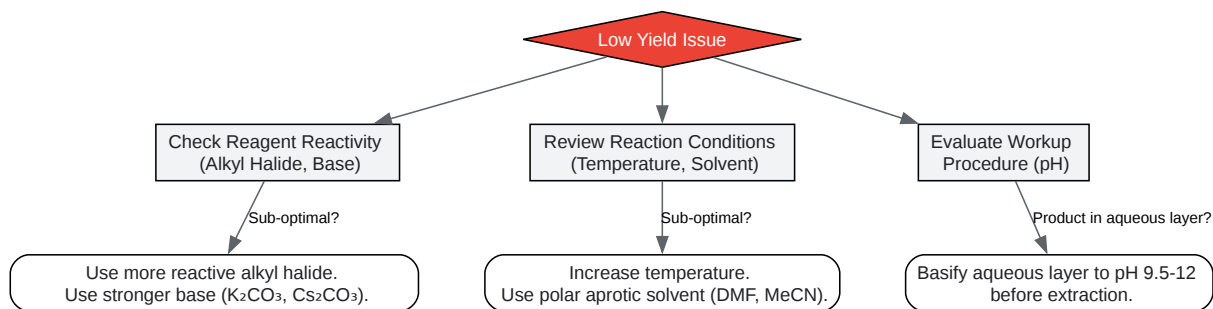 Low Yield Issue
Check Reagent Reactivity
(Alkyl Halide, Base)
Review Reaction Conditions
(Temperature, Solvent)
Evaluate Workup
Procedure (pH)
Sub-optimal?
Sub-optimal?
Product in aqueous layer?
Use more reactive alkyl halide.
Use stronger base (K₂CO₃, Cs₂CO₃).
Increase temperature.
Use polar aprotic solvent (DMF, MeCN).
Basify aqueous layer to pH 9.5-12
before extraction.